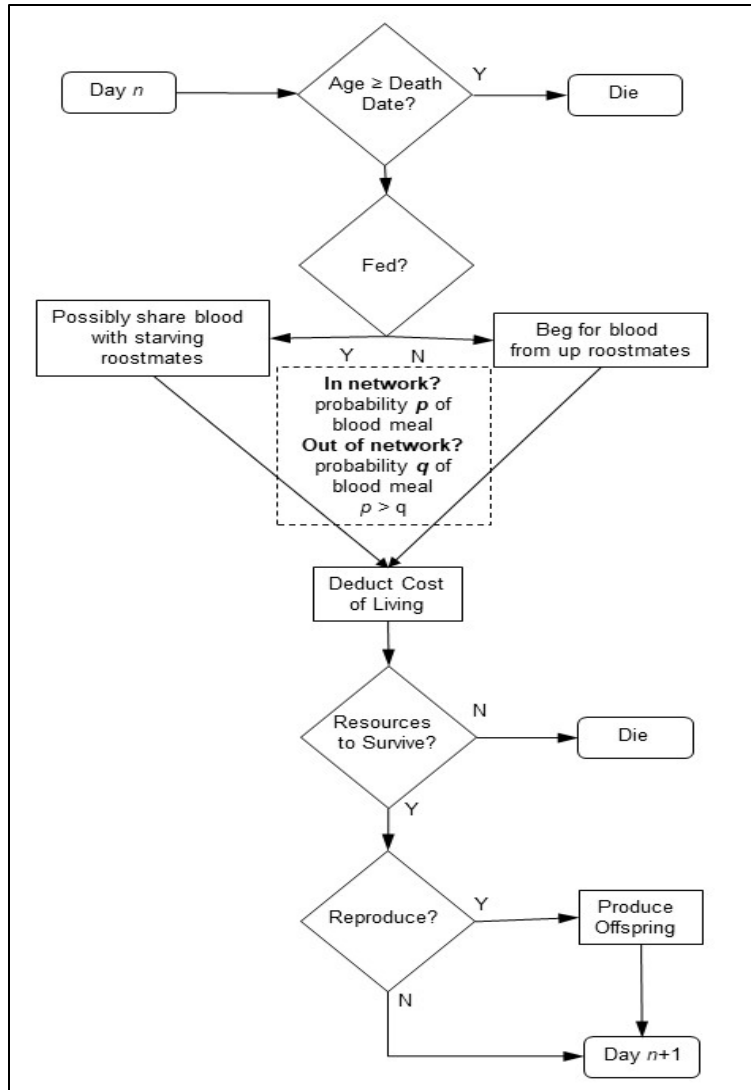 Day n
Age ≥ Death
Date?
Y
Die
Fed?
Possibly share blood
with starving
roostmates
Y
N
Beg for blood
from up roostmates
In network?
probability p of
blood meal
Out of network?
probability q of
blood meal
p > q
Deduct Cost
of Living
Resources
to Survive?
N
Die
Y
Reproduce?
Y
Produce
Offspring
N
Day n+1